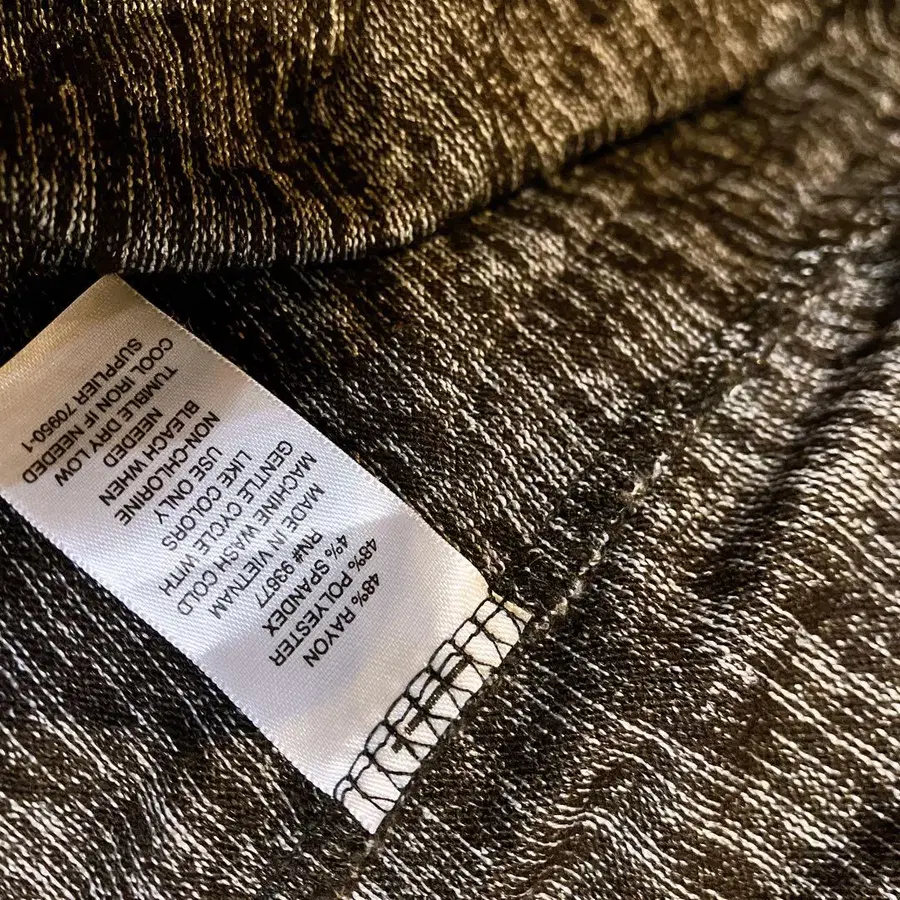 48% RAYON
48% POLYESTER
4% SPANDEX
RN# 93677
MADE IN VIETNAM
MACHINE WASH COLD
GENTLE CYCLE WITH
LIKE COLORS
USE ONLY
NON-CHLORINE
BLEACH WHEN
NEEDED
TUMBLE DRY LOW
COOL IRON IF NEEDED
SUPPLIER 70950-1